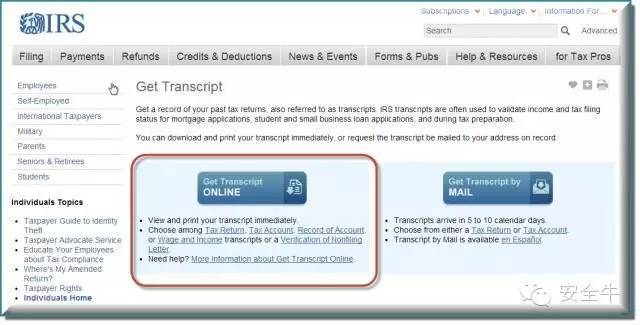 Subscriptions Language Information For...
IRS
Search Advanced
Filing Payments Refunds Credits & Deductions News & Events Forms & Pubs Help & Resources for Tax Pros
Employees
Self-Employed
International Taxpayers
Military
Parents
Seniors & Retirees
Students
Individuals Topics
Taxpayer Guide to Identity
Theft
Taxpayer Advocate Service
Educate Your Employees
about Tax Compliance
Where's My Amended
Return?
Taxpayer Rights
Individuals Home
Get Transcript
Get a record of your past tax returns, also referred to as transcripts. IRS transcripts are often used to validate income and tax filing
status for mortgage applications, student and small business loan applications, and during tax preparation.
You can download and print your transcript immediately, or request the transcript be mailed to your address on record.
Get Transcript
ONLINE
View and print your transcript immediately.
Choose among Tax Return, Tax Account, Record of Account,
or Wage and Income transcripts or a Verification of Nonfiling
Letter.
Need help? More information about Get Transcript Online.
Get Transcript by
MAIL
Transcripts arrive in 5 to 10 calendar days.
Choose from either a Tax Return or Tax Account.
Transcript by Mail is available en Español.
安全牛